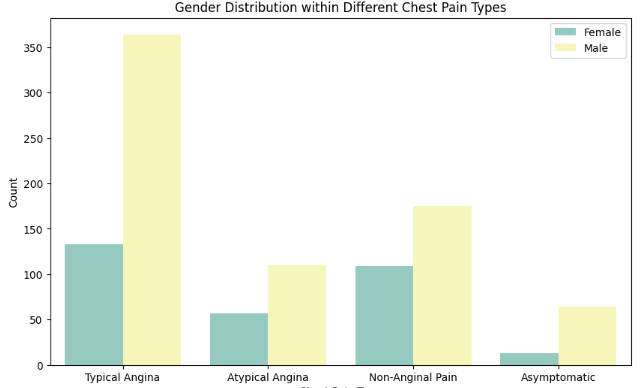 Gender Distribution within Different Chest Pain Types
Female
Male
350
300
250
200
150
100
50
0
Count
Typical Angina
Atypical Angina
Non-Anginal Pain
Asymptomatic